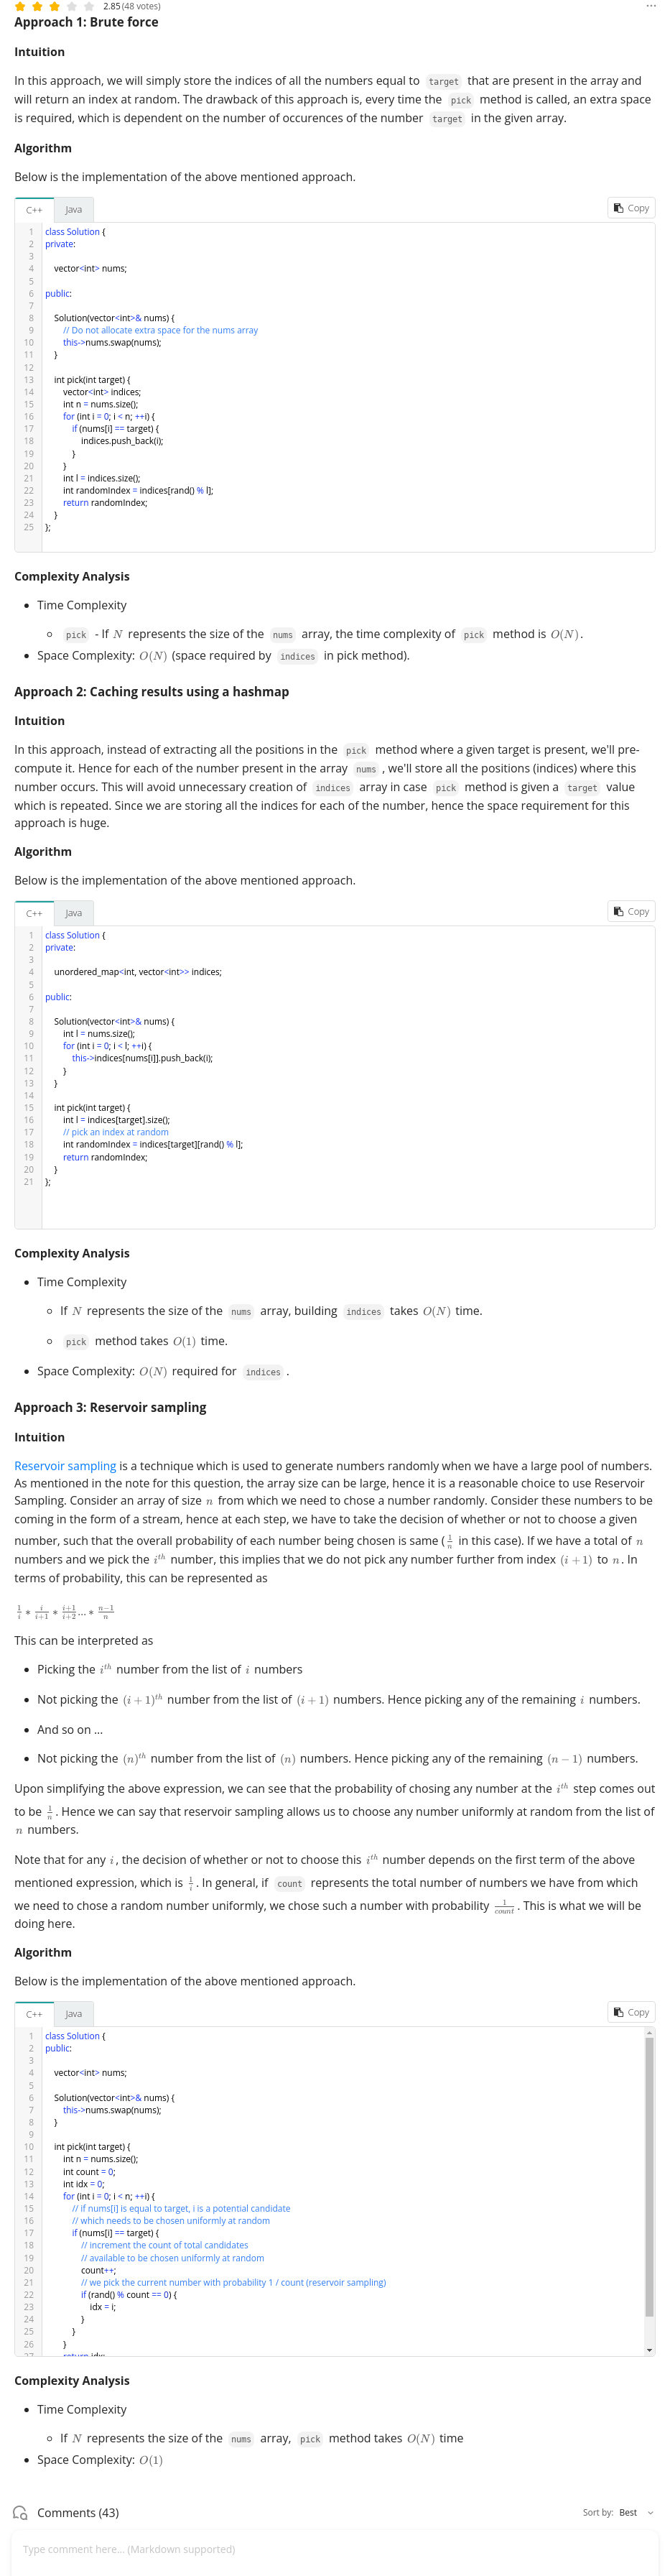 2.85 (48 votes)
Approach 1: Brute force
Intuition
In this approach, we will simply store the indices of all the numbers equal to target that are present in the array and
will return an index at random. The drawback of this approach is, every time the pick method is called, an extra space
is required, which is dependent on the number of occurences of the number target in the given array.
Algorithm
Below is the implementation of the above mentioned approach.
C++ Java Copy
1 class Solution {
2 private:
3
4 vector<int> nums;
5
6 public:
7
8 Solution(vector<int>& nums) {
9 // Do not allocate extra space for the nums array
10 this->nums.swap(nums);
11 }
12
13 int pick(int target) {
14 vector<int> indices;
15 int n = nums.size();
16 for (int i = 0; i < n; ++i) {
17 if (nums[i] == target) {
18 indices.push_back(i);
19 }
20 }
21 int l = indices.size();
22 int randomIndex = indices[rand() % l];
23 return randomIndex;
24 }
25 };
Complexity Analysis
• Time Complexity
◦ pick - If N represents the size of the nums array, the time complexity of pick method is O(N).
• Space Complexity: O(N) (space required by indices in pick method).
Approach 2: Caching results using a hashmap
Intuition
In this approach, instead of extracting all the positions in the pick method where a given target is present, we'll pre-
compute it. Hence for each of the number present in the array nums , we'll store all the positions (indices) where this
number occurs. This will avoid unnecessary creation of indices array in case pick method is given a target value
which is repeated. Since we are storing all the indices for each of the number, hence the space requirement for this
approach is huge.
Algorithm
Below is the implementation of the above mentioned approach.
C++ Java Copy
1 class Solution {
2 private:
3
4 unordered_map<int, vector<int>> indices;
5
6 public:
7
8 Solution(vector<int>& nums) {
9 int l = nums.size();
10 for (int i = 0; i < l; ++i) {
11 this->indices[nums[i]].push_back(i);
12 }
13 }
14
15 int pick(int target) {
16 int l = indices[target].size();
17 // pick an index at random
18 int randomIndex = indices[target][rand() % l];
19 return randomIndex;
20 }
21 };
Complexity Analysis
• Time Complexity
◦ If N represents the size of the nums array, building indices takes O(N) time.
◦ pick method takes O(1) time.
• Space Complexity: O(N) required for indices .
Approach 3: Reservoir sampling
Intuition
Reservoir sampling is a technique which is used to generate numbers randomly when we have a large pool of numbers.
As mentioned in the note for this question, the array size can be large, hence it is a reasonable choice to use Reservoir
Sampling. Consider an array of size n from which we need to chose a number randomly. Consider these numbers to be
coming in the form of a stream, hence at each step, we have to take the decision of whether or not to choose a given
number, such that the overall probability of each number being chosen is same (1/n in this case). If we have a total of n
numbers and we pick the i^th number, this implies that we do not pick any number further from index (i + 1) to n. In
terms of probability, this can be represented as
1/i * i/(i+1) * (i+1)/(i+2) ... * (n−1)/n
This can be interpreted as
• Picking the i^th number from the list of i numbers
• Not picking the (i + 1)^th number from the list of (i + 1) numbers. Hence picking any of the remaining i numbers.
• And so on ...
• Not picking the (n)^th number from the list of (n) numbers. Hence picking any of the remaining (n − 1) numbers.
Upon simplifying the above expression, we can see that the probability of chosing any number at the i^th step comes out
to be 1/n. Hence we can say that reservoir sampling allows us to choose any number uniformly at random from the list of
n numbers.
Note that for any i, the decision of whether or not to choose this i^th number depends on the first term of the above
mentioned expression, which is 1/i. In general, if count represents the total number of numbers we have from which
we need to chose a random number uniformly, we chose such a number with probability 1/count. This is what we will be
doing here.
Algorithm
Below is the implementation of the above mentioned approach.
C++ Java Copy
1 class Solution {
2 public:
3
4 vector<int> nums;
5
6 Solution(vector<int>& nums) {
7 this->nums.swap(nums);
8 }
9
10 int pick(int target) {
11 int n = nums.size();
12 int count = 0;
13 int idx = 0;
14 for (int i = 0; i < n; ++i) {
15 // if nums[i] is equal to target, i is a potential candidate
16 // which needs to be chosen uniformly at random
17 if (nums[i] == target) {
18 // increment the count of total candidates
19 // available to be chosen uniformly at random
20 count++;
21 // we pick the current number with probability 1 / count (reservoir sampling)
22 if (rand() % count == 0) {
23 idx = i;
24 }
25 }
26 }
27 return idx;
Complexity Analysis
• Time Complexity
◦ If N represents the size of the nums array, pick method takes O(N) time
• Space Complexity: O(1)
Comments (43) Sort by: Best
Type comment here... (Markdown supported)